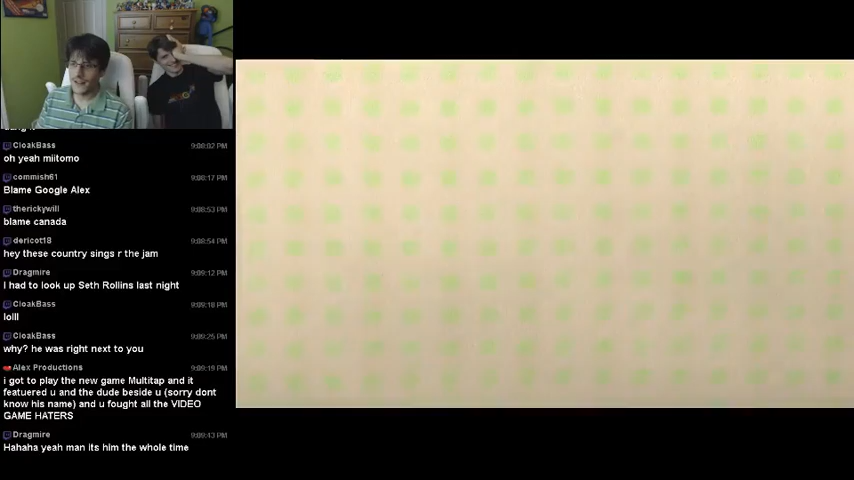 CloakBass 9:08:02 PM
oh yeah miitomo
commish61 9:08:17 PM
Blame Google Alex
therickywill 9:08:53 PM
blame canada
dericot18 9:08:54 PM
hey these country sings r the jam
Dragmire 9:09:12 PM
I had to look up Seth Rollins last night
CloakBass 9:09:18 PM
lolll
CloakBass 9:09:25 PM
why? he was right next to you
Alex Productions 9:09:19 PM
i got to play the new game Multitap and it
featuered u and the dude beside u (sorry dont
know his name) and u fought all the VIDEO
GAME HATERS
Dragmire 9:09:43 PM
Hahaha yeah man its him the whole time